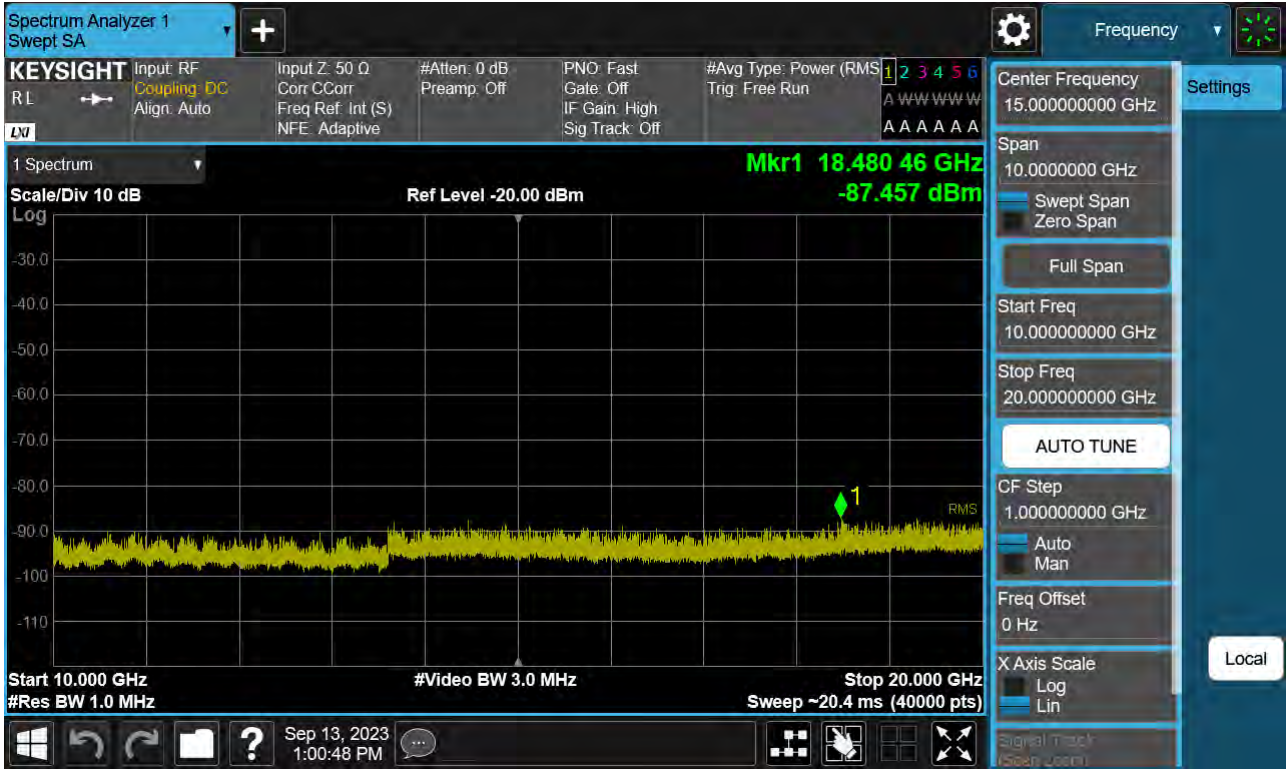 Spectrum Analyzer 1
Swept SA
+
Frequency
KEYSIGHT
R L
LXI
Input: RF
Coupling: DC
Align: Auto
Input Z: 50 Ω
Corr CCorr
Freq Ref: Int (S)
NFE: Adaptive
#Atten: 0 dB
Preamp: Off
PNO: Fast
Gate: Off
IF Gain: High
Sig Track: Off
#Avg Type: Power (RMS
Trig: Free Run
1 2 3 4 5 6
A W W W W W
A A A A A A
1 Spectrum
Scale/Div 10 dB
Ref Level -20.00 dBm
Mkr1 18.480 46 GHz
-87.457 dBm
Log
-30.0
-40.0
-50.0
-60.0
-70.0
-80.0
-90.0
-100
-110
1
RMS
Start 10.000 GHz
#Res BW 1.0 MHz
#Video BW 3.0 MHz
Stop 20.000 GHz
Sweep ~20.4 ms (40000 pts)
Center Frequency
15.000000000 GHz
Span
10.0000000 GHz
Swept Span
Zero Span
Full Span
Start Freq
10.000000000 GHz
Stop Freq
20.000000000 GHz
AUTO TUNE
CF Step
1.000000000 GHz
Auto
Man
Freq Offset
0 Hz
X Axis Scale
Log
Lin
Signal Track
(Span Zoom)
Settings
Local
?
Sep 13, 2023
1:00:48 PM